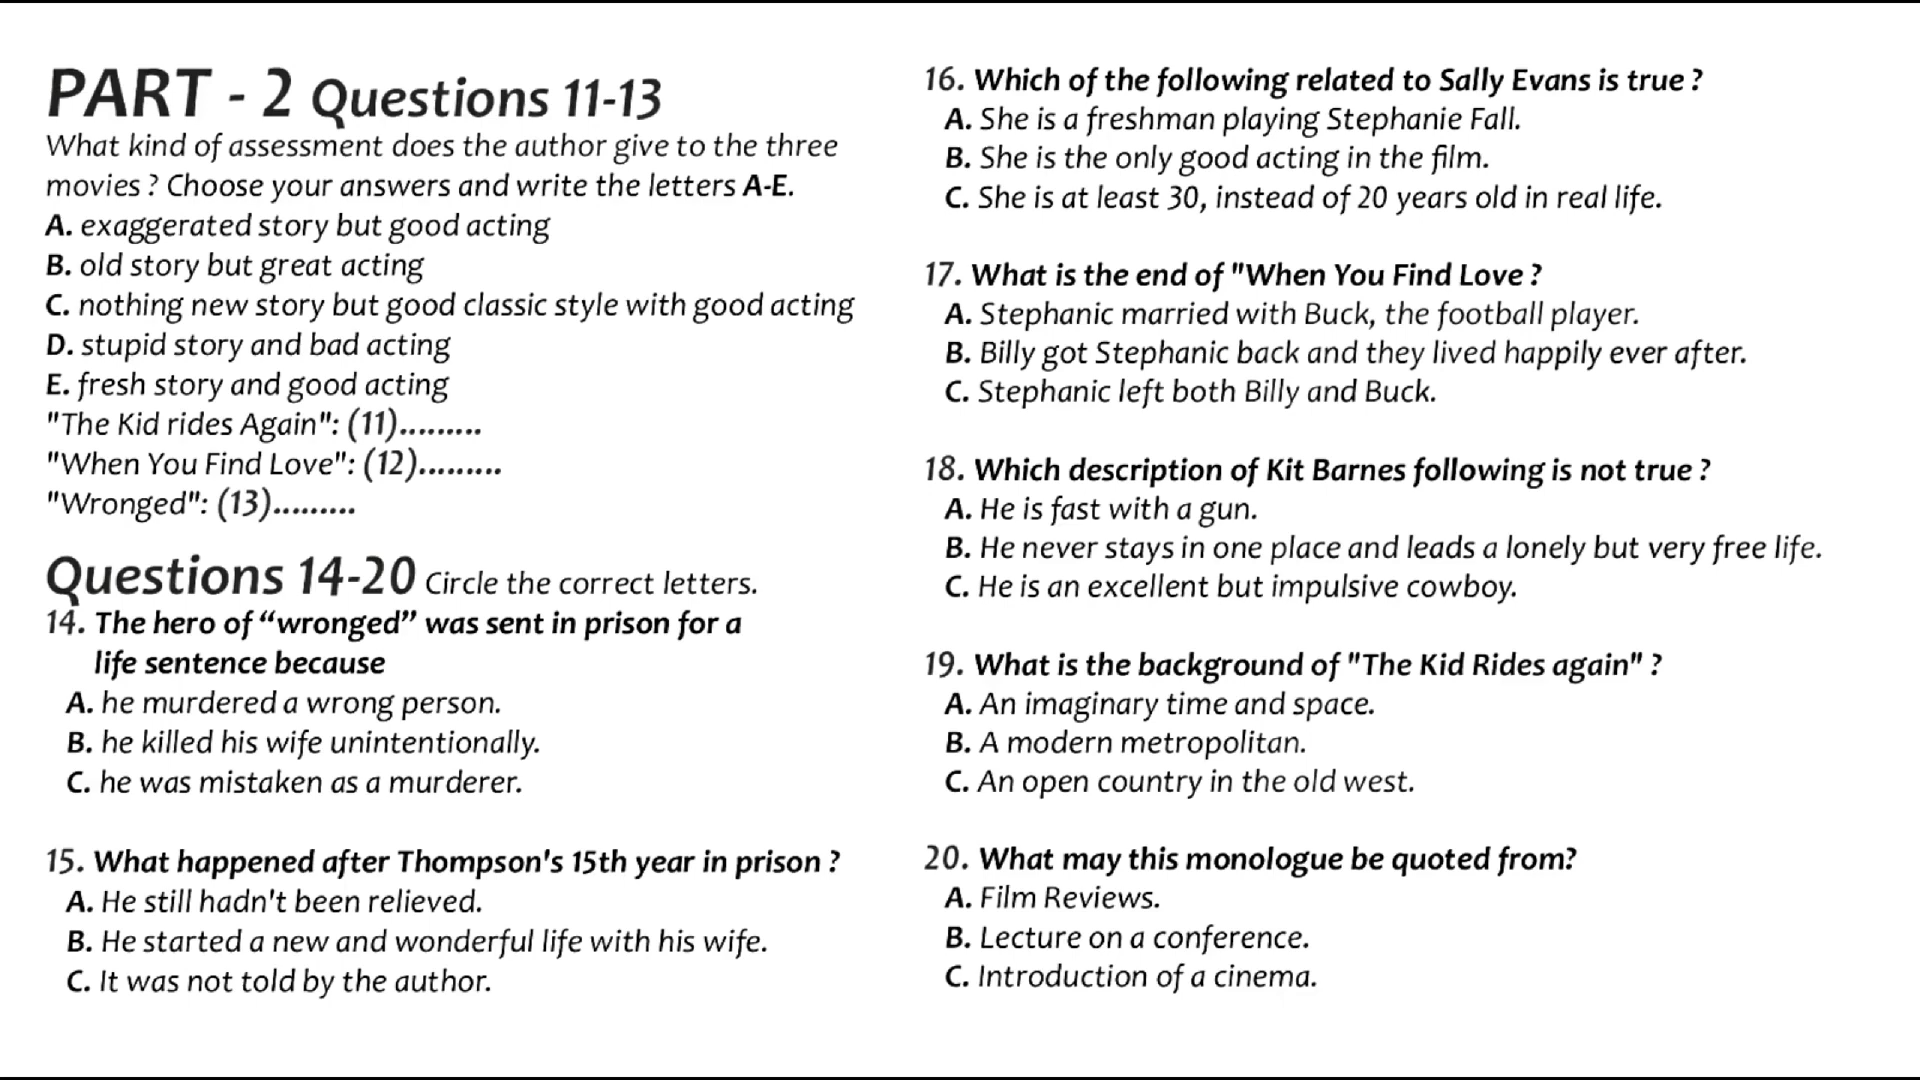 PART - 2 Questions 11-13
What kind of assessment does the author give to the three
movies ? Choose your answers and write the letters A-E.
A. exaggerated story but good acting
B. old story but great acting
C. nothing new story but good classic style with good acting
D. stupid story and bad acting
E. fresh story and good acting
"The Kid rides Again": (11).........
"When You Find Love": (12).........
"Wronged": (13).........
Questions 14-20 Circle the correct letters.
14. The hero of “wronged” was sent in prison for a
life sentence because
A. he murdered a wrong person.
B. he killed his wife unintentionally.
C. he was mistaken as a murderer.
15. What happened after Thompson's 15th year in prison ?
A. He still hadn't been relieved.
B. He started a new and wonderful life with his wife.
C. It was not told by the author.
16. Which of the following related to Sally Evans is true ?
A. She is a freshman playing Stephanie Fall.
B. She is the only good acting in the film.
C. She is at least 30, instead of 20 years old in real life.
17. What is the end of "When You Find Love ?
A. Stephanic married with Buck, the football player.
B. Billy got Stephanic back and they lived happily ever after.
C. Stephanic left both Billy and Buck.
18. Which description of Kit Barnes following is not true ?
A. He is fast with a gun.
B. He never stays in one place and leads a lonely but very free life.
C. He is an excellent but impulsive cowboy.
19. What is the background of "The Kid Rides again" ?
A. An imaginary time and space.
B. A modern metropolitan.
C. An open country in the old west.
20. What may this monologue be quoted from?
A. Film Reviews.
B. Lecture on a conference.
C. Introduction of a cinema.